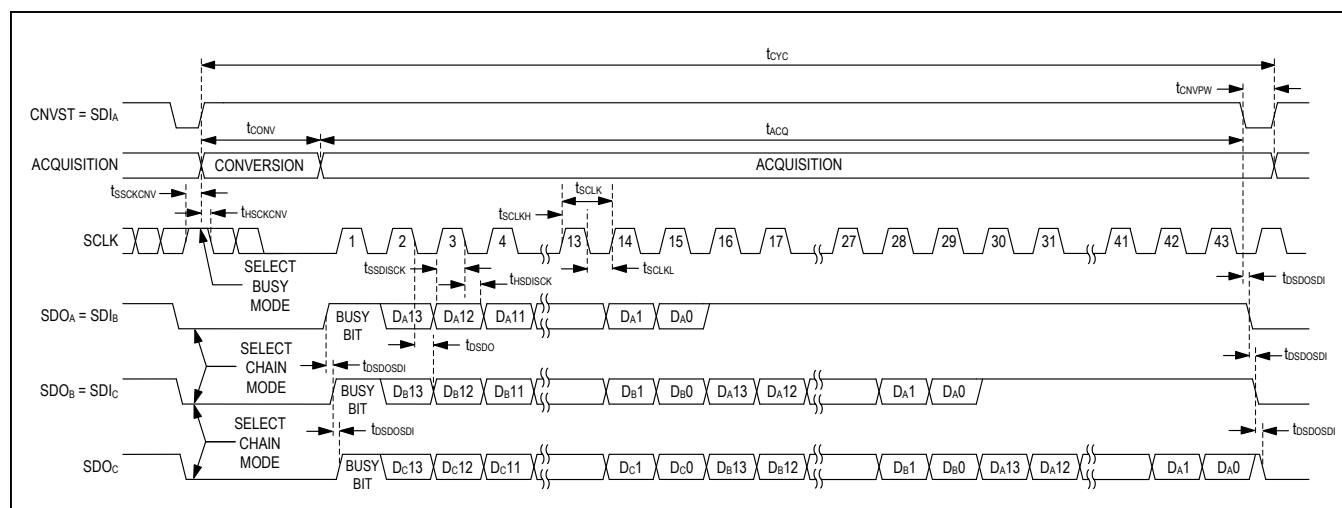 tCYC
tCNVPW
CNVST = SDIA
tCONV
tACQ
ACQUISITION
CONVERSION
ACQUISITION
tSSCKCNV
tHSCKCNV
tSCLK
tSCLKH
SCLK
1 2 3 4 13 14 15 16 17 27 28 29 30 31 41 42 43
SELECT
BUSY
MODE
tSSDISCK
tHSDISCK
tSCLKL
tDSDOSDI
SDOA = SDIB
BUSY
BIT
DA13 DA12 DA11 DA1 DA0
SELECT
CHAIN
MODE
tDSDO
tDSDOSDI
tDSDOSDI
SDOB = SDIC
BUSY
BIT
DB13 DB12 DB11 DB1 DB0 DA13 DA12 DA1 DA0
SELECT
CHAIN
MODE
tDSDOSDI
tDSDOSDI
SDOC
BUSY
BIT
DC13 DC12 DC11 DC1 DC0 DB13 DB12 DB1 DB0 DA13 DA12 DA1 DA0